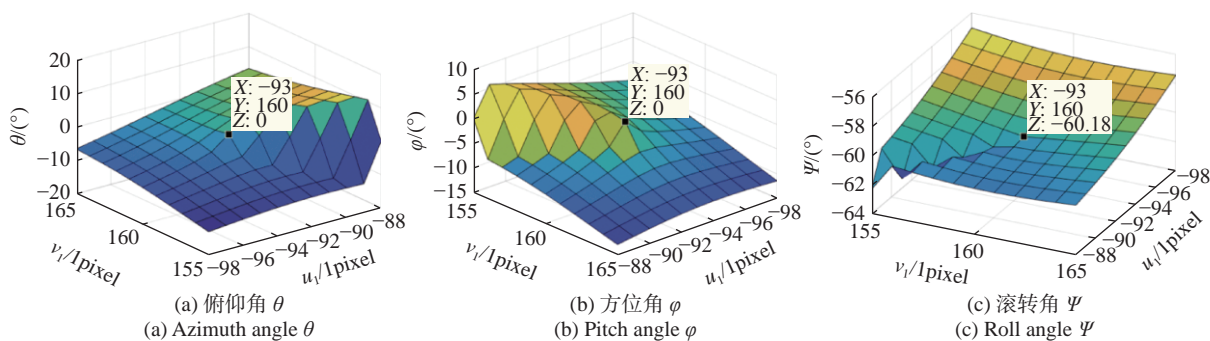 20
10
0
−10
−20
θ/(°)
X: −93
Y: 160
Z: 0
165
160
155
v₁/1pixel
−98
−96
−94
−92
−90
−88
u₁/1pixel
(a) 俯仰角 θ
(a) Azimuth angle θ
10
5
0
−5
−10
−15
φ/(°)
X: −93
Y: 160
Z: 0
155
160
165
v₁/1pixel
−88
−90
−92
−94
−96
−98
u₁/1pixel
(b) 方位角 φ
(b) Pitch angle φ
−56
−58
−60
−62
−64
Ψ/(°)
X: −93
Y: 160
Z: −60.18
155
160
165
v₁/1pixel
−98
−96
−94
−92
−90
−88
u₁/1pixel
(c) 滚转角 Ψ
(c) Roll angle Ψ